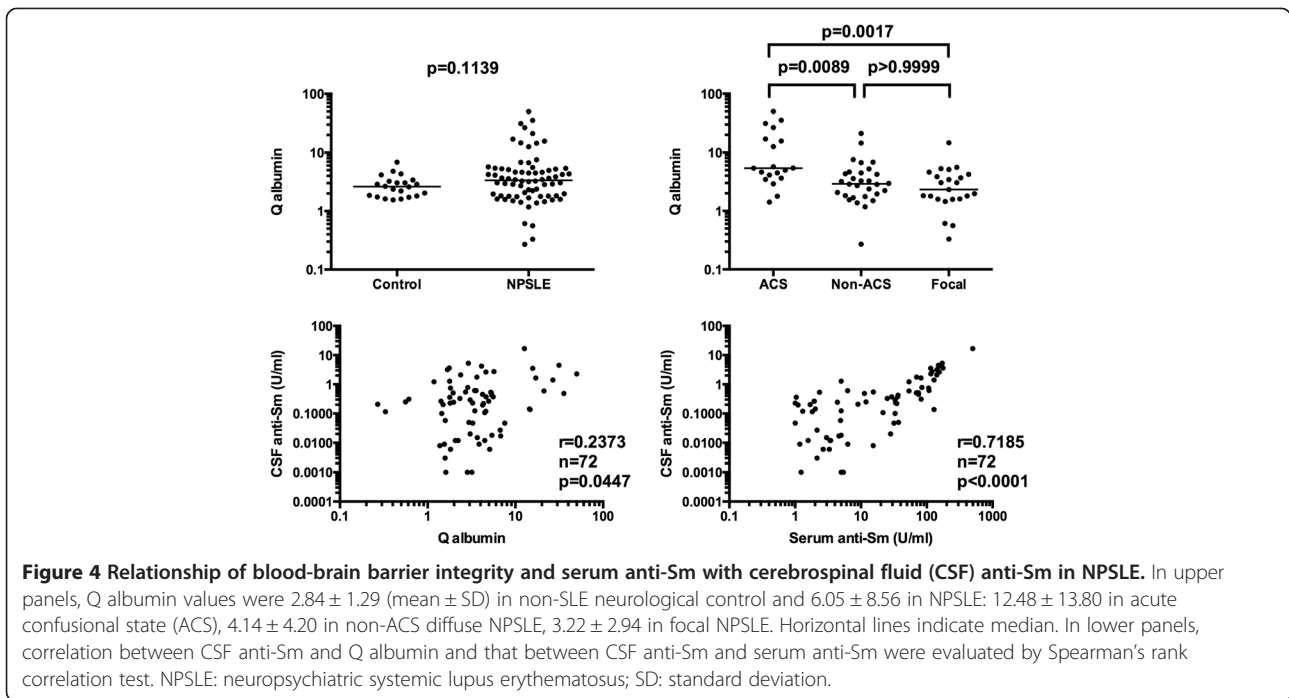 p=0.1139
Q albumin
100
10
1
0.1
Control
NPSLE
p=0.0017
p=0.0089
p>0.9999
Q albumin
100
10
1
0.1
ACS
Non-ACS
Focal
CSF anti-Sm (U/ml)
100
10
1
0.1000
0.0100
0.0010
0.0001
r=0.2373
n=72
p=0.0447
0.1
1
10
100
Q albumin
CSF anti-Sm (U/ml)
100
10
1
0.1000
0.0100
0.0010
0.0001
r=0.7185
n=72
p<0.0001
0.1
1
10
100
1000
Serum anti-Sm (U/ml)
Figure 4 Relationship of blood-brain barrier integrity and serum anti-Sm with cerebrospinal fluid (CSF) anti-Sm in NPSLE. In upper
panels, Q albumin values were 2.84 ± 1.29 (mean ± SD) in non-SLE neurological control and 6.05 ± 8.56 in NPSLE: 12.48 ± 13.80 in acute
confusional state (ACS), 4.14 ± 4.20 in non-ACS diffuse NPSLE, 3.22 ± 2.94 in focal NPSLE. Horizontal lines indicate median. In lower panels,
correlation between CSF anti-Sm and Q albumin and that between CSF anti-Sm and serum anti-Sm were evaluated by Spearman's rank
correlation test. NPSLE: neuropsychiatric systemic lupus erythematosus; SD: standard deviation.